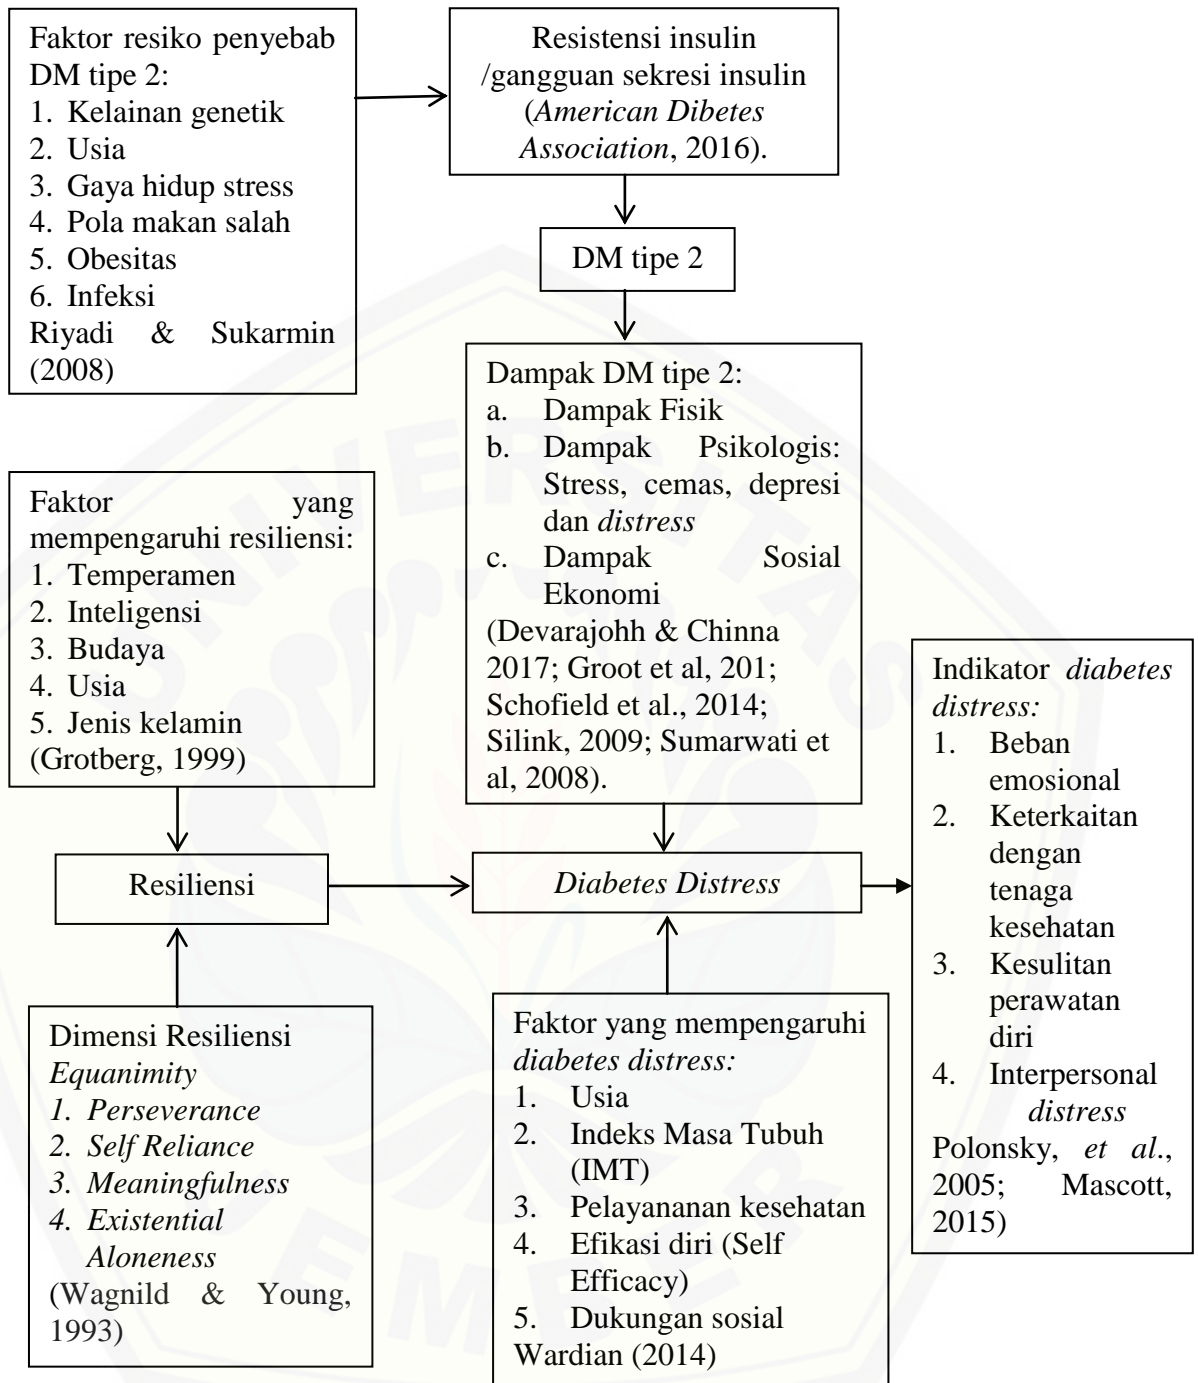 Faktor resiko penyebab
DM tipe 2:
1. Kelainan genetik
2. Usia
3. Gaya hidup stress
4. Pola makan salah
5. Obesitas
6. Infeksi
Riyadi & Sukarmin
(2008)
Resistensi insulin
/gangguan sekresi insulin
(American Dibetes
Association, 2016).
DM tipe 2
Dampak DM tipe 2:
a. Dampak Fisik
b. Dampak Psikologis:
Stress, cemas, depresi
dan distress
c. Dampak Sosial
Ekonomi
(Devarajohh & Chinna
2017; Groot et al, 201;
Schofield et al., 2014;
Silink, 2009; Sumarwati et
al, 2008).
Faktor yang
mempengaruhi resiliensi:
1. Temperamen
2. Inteligensi
3. Budaya
4. Usia
5. Jenis kelamin
(Grotberg, 1999)
Resiliensi
Diabetes Distress
Indikator diabetes
distress:
1. Beban
emosional
2. Keterkaitan
dengan
tenaga
kesehatan
3. Kesulitan
perawatan
diri
4. Interpersonal
distress
Polonsky, et al.,
2005; Mascott,
2015)
Dimensi Resiliensi
Equanimity
1. Perseverance
2. Self Reliance
3. Meaningfulness
4. Existential
Aloneness
(Wagnild & Young,
1993)
Faktor yang mempengaruhi
diabetes distress:
1. Usia
2. Indeks Masa Tubuh
(IMT)
3. Pelayananan kesehatan
4. Efikasi diri (Self
Efficacy)
5. Dukungan sosial
Wardian (2014)
UNIVERSITAS
JEMBER